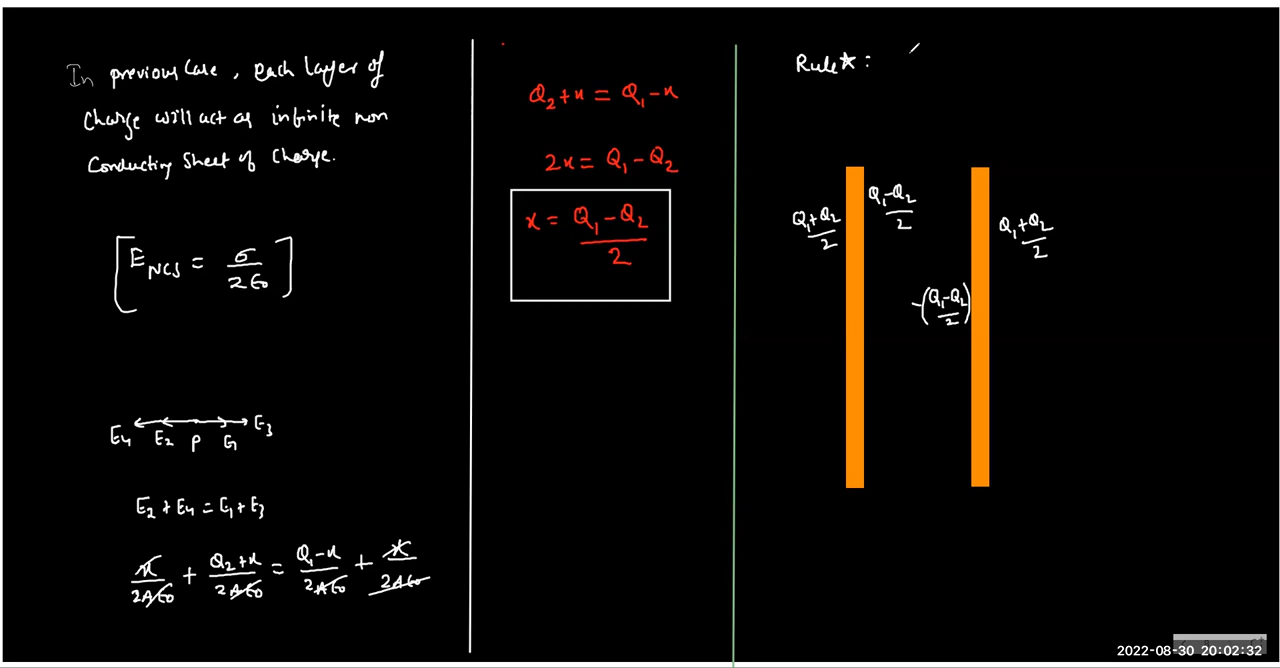 In previous case, each layer of
charge will act as infinite non
Conducting Sheet of charge.
[E_NCS = σ/2ε₀]
E₄ E₂ P E₁ E₃
E₂ + E₄ = E₁ + E₃
x/2Aε₀ + Q₂+x/2Aε₀ = Q₁-x/2Aε₀ + x/2Aε₀
Q₂+x = Q₁-x
2x = Q₁-Q₂
x = Q₁-Q₂/2
Rule* :
Q₁+Q₂/2
Q₁-Q₂/2
-(Q₁-Q₂/2)
Q₁+Q₂/2
2022-08-30 20:02:32